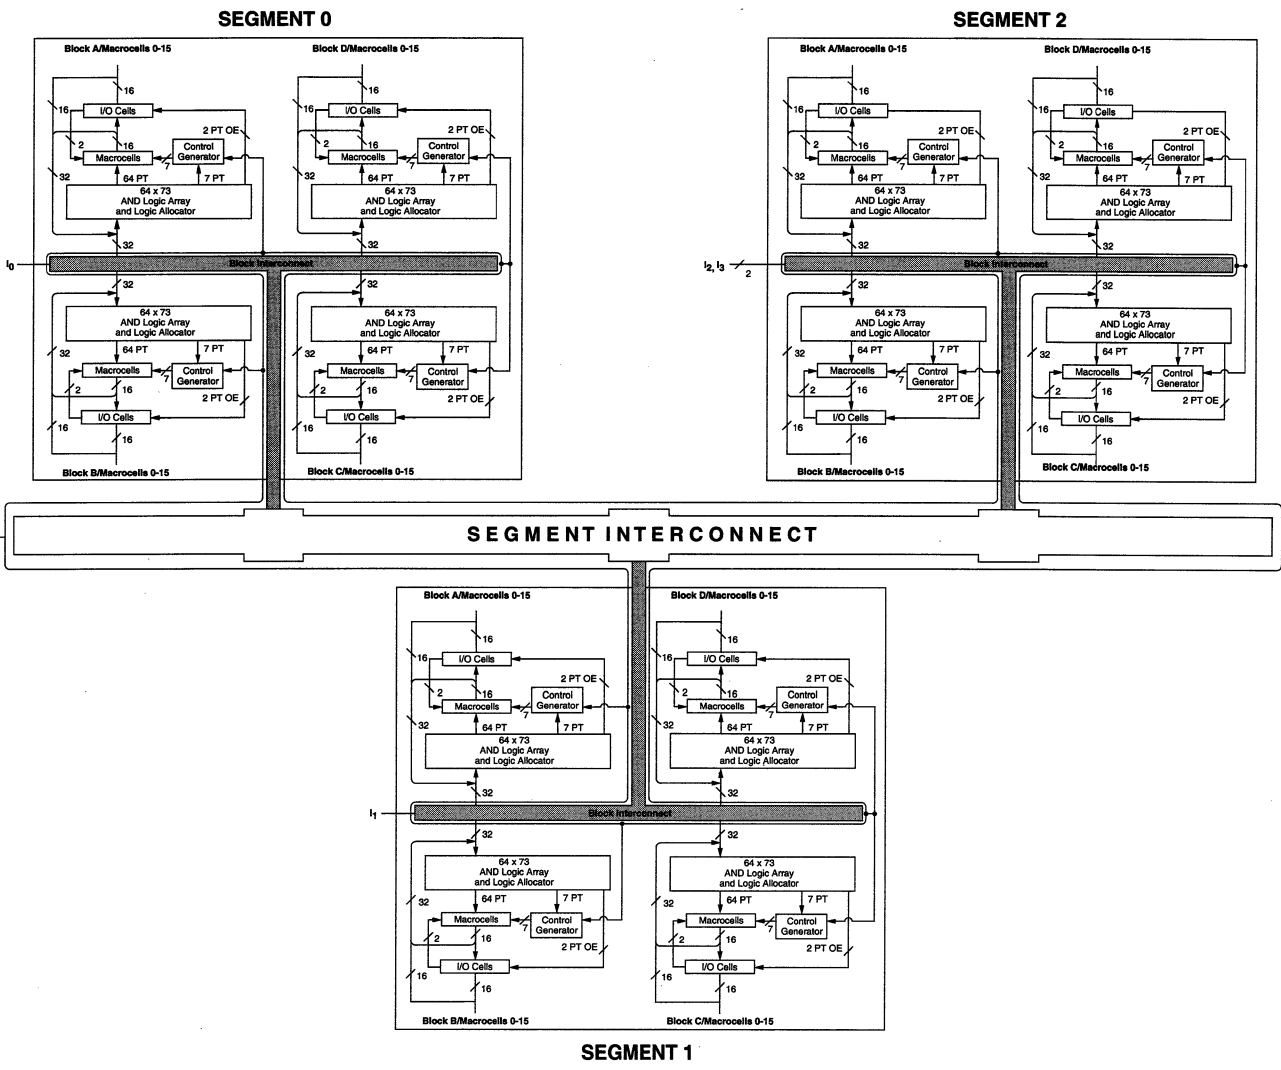 SEGMENT 0
Block A/Macrocells 0-15
Block D/Macrocells 0-15
16
16
16
I/O Cells
16
I/O Cells
2 PT OE
2 PT OE
2
16
Control
Generator
2
16
Control
Generator
Macrocells
7
Macrocells
7
32
64 PT
7 PT
32
64 PT
7 PT
64 x 73
AND Logic Array
and Logic Allocator
64 x 73
AND Logic Array
and Logic Allocator
32
32
I0
Block Interconnect
32
32
64 x 73
AND Logic Array
and Logic Allocator
64 x 73
AND Logic Array
and Logic Allocator
32
64 PT
7 PT
32
64 PT
7 PT
Macrocells
7
Control
Generator
Macrocells
7
Control
Generator
2
16
2
16
2 PT OE
2 PT OE
I/O Cells
I/O Cells
16
16
16
16
Block B/Macrocells 0-15
Block C/Macrocells 0-15
SEGMENT 2
Block A/Macrocells 0-15
Block D/Macrocells 0-15
16
16
16
I/O Cells
16
I/O Cells
2 PT OE
2 PT OE
2
16
Control
Generator
2
16
Control
Generator
Macrocells
7
Macrocells
7
32
64 PT
7 PT
32
64 PT
7 PT
64 x 73
AND Logic Array
and Logic Allocator
64 x 73
AND Logic Array
and Logic Allocator
32
32
I2, I3
2
Block Interconnect
32
32
64 x 73
AND Logic Array
and Logic Allocator
64 x 73
AND Logic Array
and Logic Allocator
32
64 PT
7 PT
32
64 PT
7 PT
Macrocells
7
Control
Generator
Macrocells
7
Control
Generator
2
16
2
16
2 PT OE
2 PT OE
I/O Cells
I/O Cells
16
16
16
16
Block B/Macrocells 0-15
Block C/Macrocells 0-15
SEGMENT INTERCONNECT
Block A/Macrocells 0-15
Block D/Macrocells 0-15
16
16
16
I/O Cells
16
I/O Cells
2 PT OE
2 PT OE
2
16
Control
Generator
2
16
Control
Generator
Macrocells
7
Macrocells
7
32
64 PT
7 PT
32
64 PT
7 PT
64 x 73
AND Logic Array
and Logic Allocator
64 x 73
AND Logic Array
and Logic Allocator
32
32
I1
Block Interconnect
32
32
64 x 73
AND Logic Array
and Logic Allocator
64 x 73
AND Logic Array
and Logic Allocator
32
64 PT
7 PT
32
64 PT
7 PT
Macrocells
7
Control
Generator
Macrocells
7
Control
Generator
2
16
2
16
2 PT OE
2 PT OE
I/O Cells
I/O Cells
16
16
16
16
Block B/Macrocells 0-15
Block C/Macrocells 0-15
SEGMENT 1